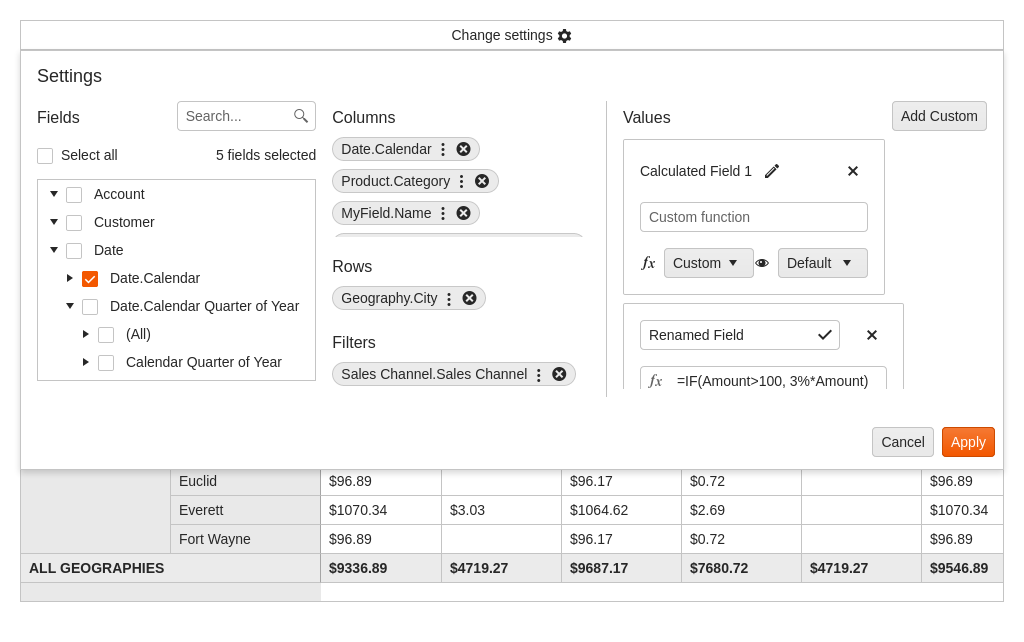 Change settings
Settings
Fields
Search...
Select all
5 fields selected
Account
Customer
Date
Date.Calendar
Date.Calendar Quarter of Year
(All)
Calendar Quarter of Year
Columns
Date.Calendar
Product.Category
MyField.Name
Rows
Geography.City
Filters
Sales Channel.Sales Channel
Values
Add Custom
Calculated Field 1
Custom function
fx Custom Default
Renamed Field
fx =IF(Amount>100, 3%*Amount)
Cancel Apply
Euclid $96.89 $96.17 $0.72 $96.89
Everett $1070.34 $3.03 $1064.62 $2.69 $1070.34
Fort Wayne $96.89 $96.17 $0.72 $96.89
ALL GEOGRAPHIES $9336.89 $4719.27 $9687.17 $7680.72 $4719.27 $9546.89